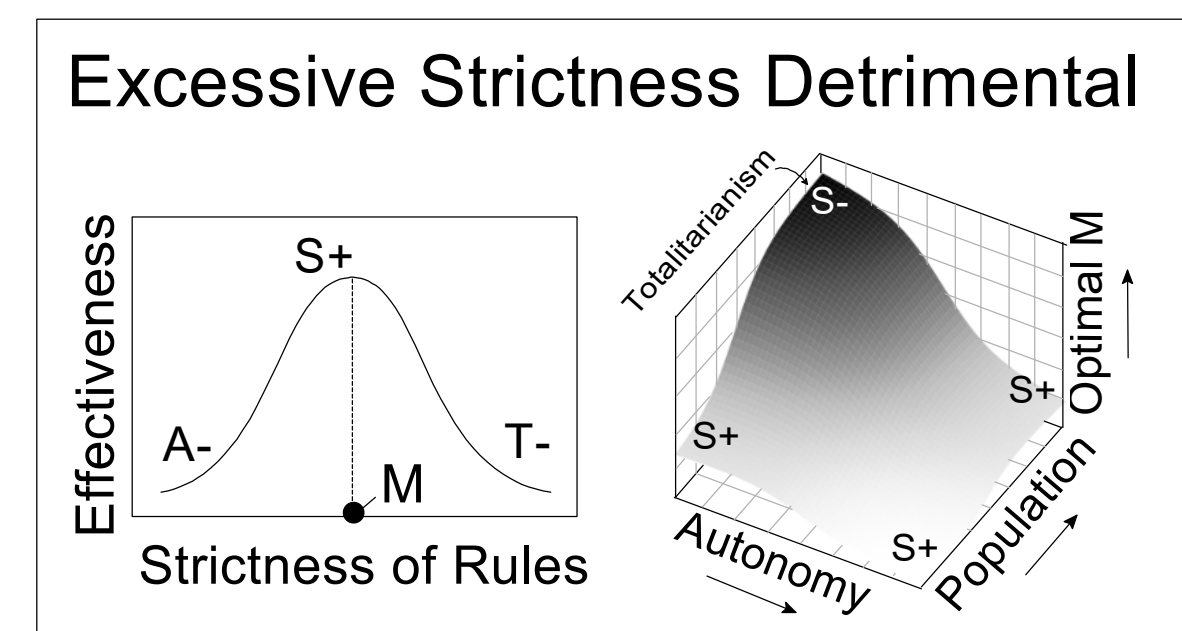 Excessive Strictness Detrimental
Effectiveness
S+
A-
T-
M
Strictness of Rules
Totalitarianism
S-
S+
S+
S+
Optimal M
Autonomy
Population